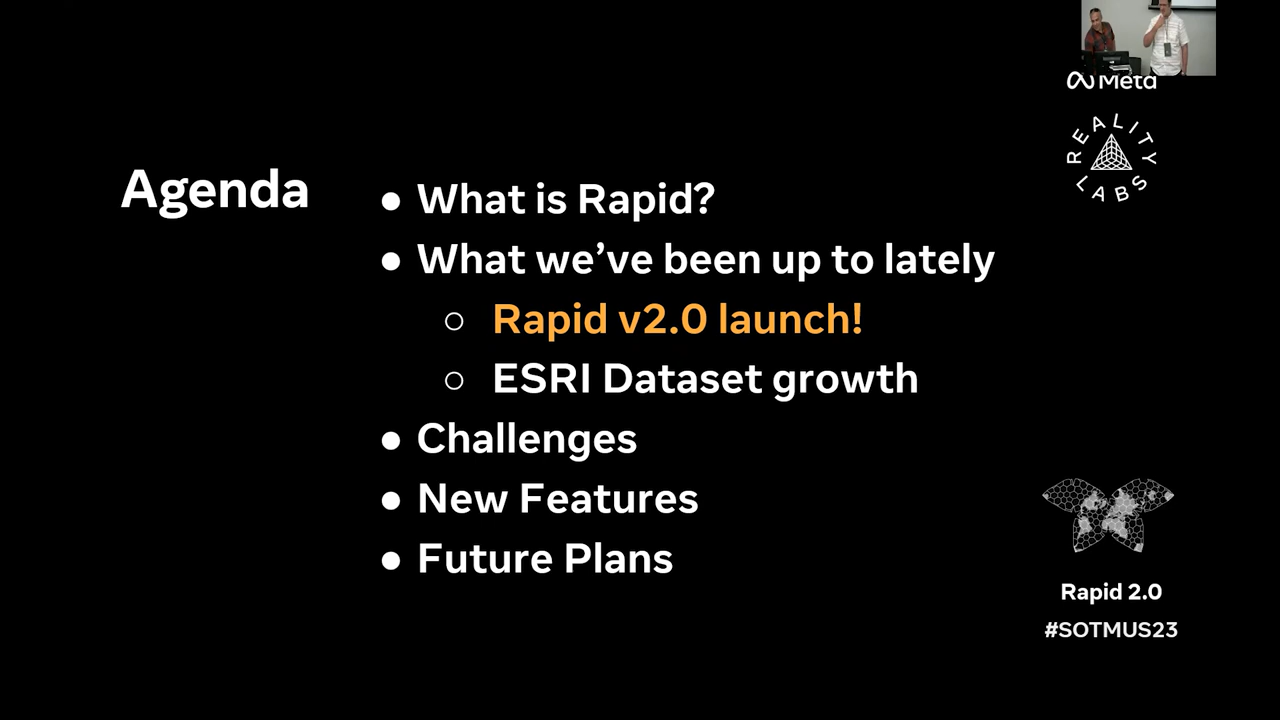 Meta
REALITY LABS
Agenda
● What is Rapid?
● What we’ve been up to lately
○ Rapid v2.0 launch!
○ ESRI Dataset growth
● Challenges
● New Features
● Future Plans
Rapid 2.0
#SOTMUS23